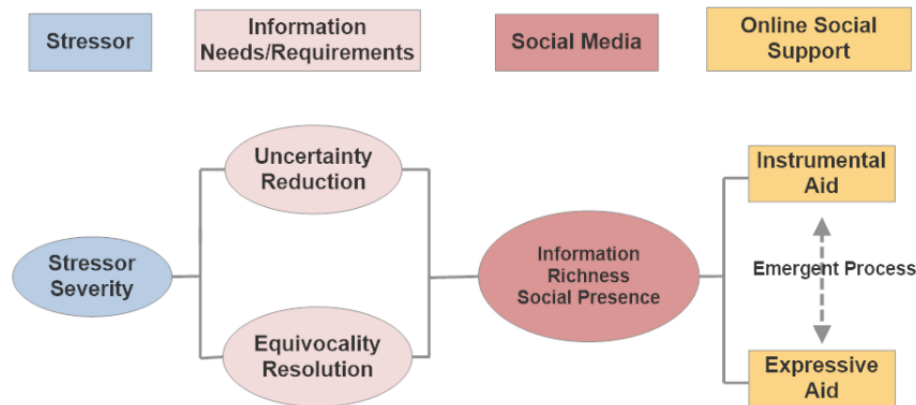 Stressor
Information
Needs/Requirements
Social Media
Online Social
Support
Uncertainty
Reduction
Instrumental
Aid
Stressor
Severity
Information
Richness
Social Presence
Emergent Process
Equivocality
Resolution
Expressive
Aid